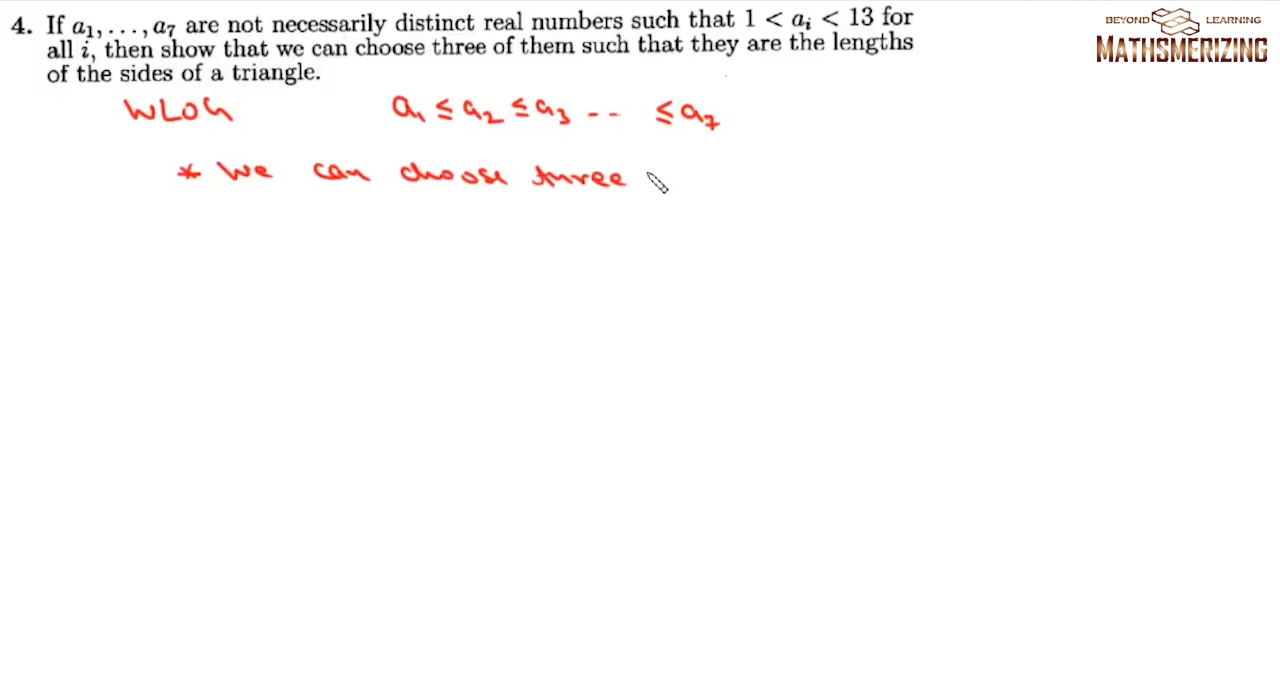 4. If a₁, . . . , a₇ are not necessarily distinct real numbers such that 1 < aᵢ < 13 for
all i, then show that we can choose three of them such that they are the lengths
of the sides of a triangle.
BEYOND LEARNING
MATHSMERIZING
WLOG a₁ ≤ a₂ ≤ a₃ -- ≤ a₇
* We can choose three